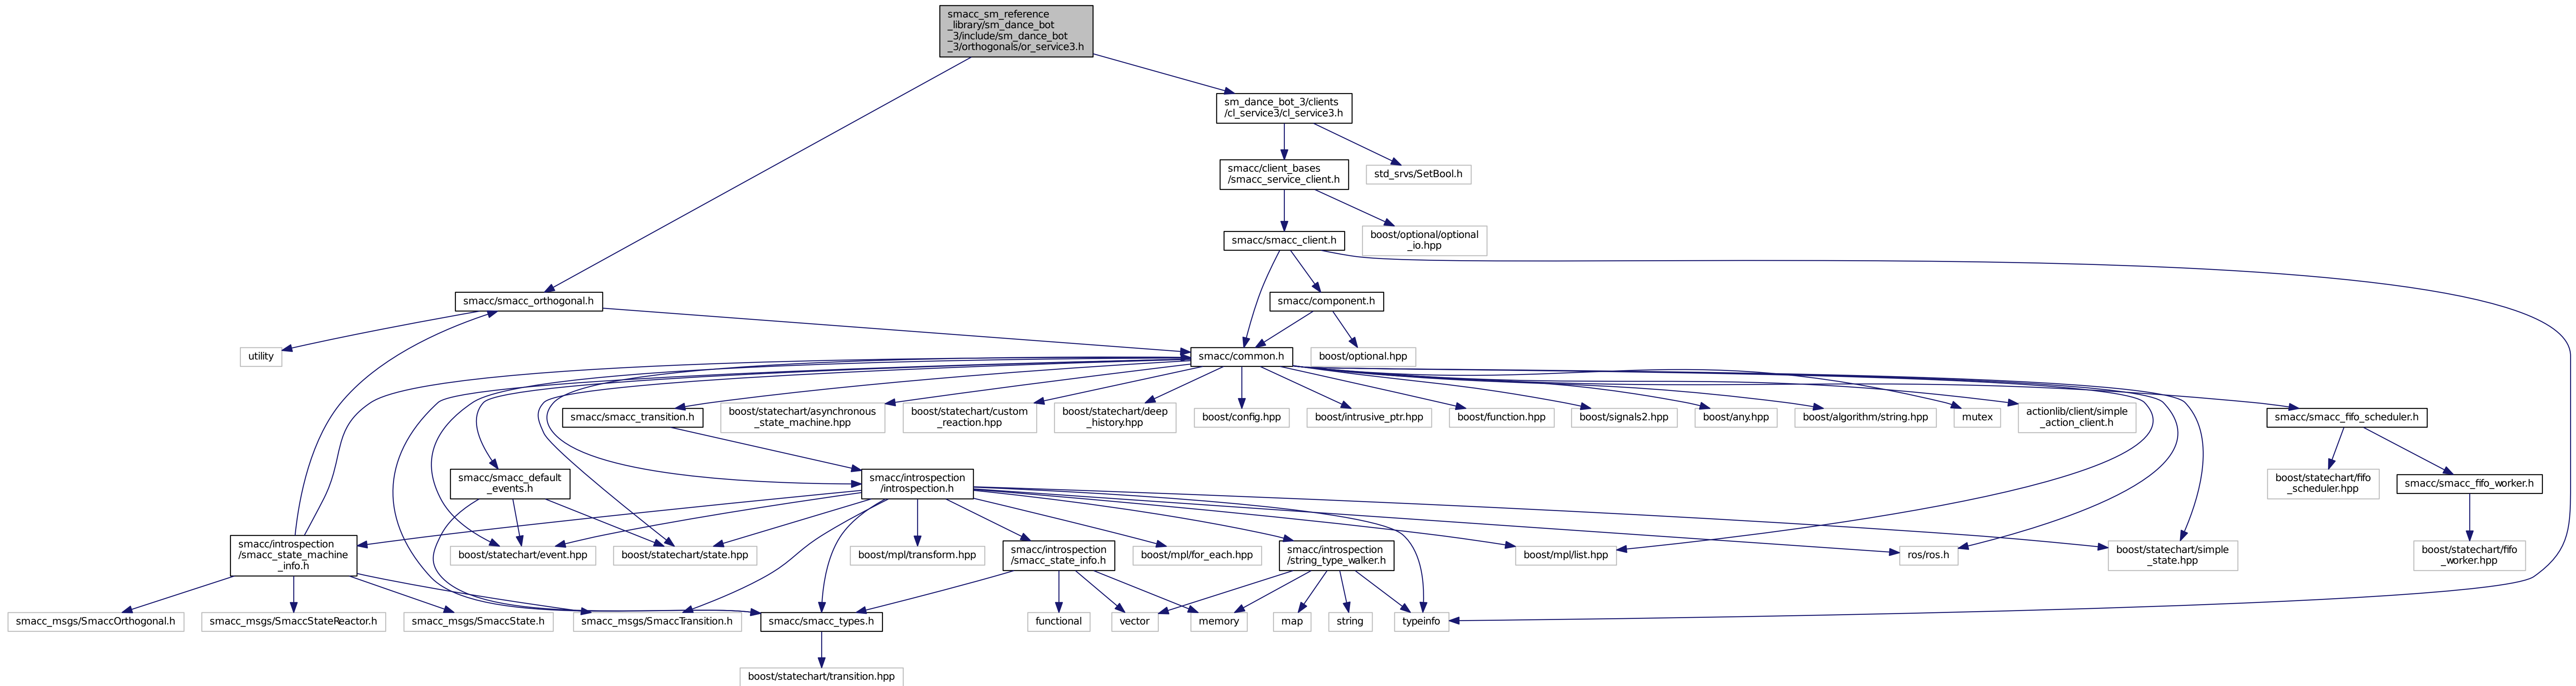 smacc_sm_reference
_library/sm_dance_bot
_3/include/sm_dance_bot
_3/orthogonals/or_service3.h
sm_dance_bot_3/clients
/cl_service3/cl_service3.h
smacc/client_bases
/smacc_service_client.h
std_srvs/SetBool.h
smacc/smacc_client.h
boost/optional/optional
_io.hpp
smacc/smacc_orthogonal.h
smacc/component.h
utility
smacc/common.h
boost/optional.hpp
smacc/smacc_transition.h
boost/statechart/asynchronous
_state_machine.hpp
boost/statechart/custom
_reaction.hpp
boost/statechart/deep
_history.hpp
boost/config.hpp
boost/intrusive_ptr.hpp
boost/function.hpp
boost/signals2.hpp
boost/any.hpp
boost/algorithm/string.hpp
mutex
actionlib/client/simple
_action_client.h
smacc/smacc_fifo_scheduler.h
smacc/smacc_default
_events.h
smacc/introspection
/introspection.h
boost/statechart/fifo
_scheduler.hpp
smacc/smacc_fifo_worker.h
smacc/introspection
/smacc_state_machine
_info.h
boost/statechart/event.hpp
boost/statechart/state.hpp
boost/mpl/transform.hpp
smacc/introspection
/smacc_state_info.h
boost/mpl/for_each.hpp
smacc/introspection
/string_type_walker.h
boost/mpl/list.hpp
ros/ros.h
boost/statechart/simple
_state.hpp
boost/statechart/fifo
_worker.hpp
smacc_msgs/SmaccOrthogonal.h
smacc_msgs/SmaccStateReactor.h
smacc_msgs/SmaccState.h
smacc_msgs/SmaccTransition.h
smacc/smacc_types.h
functional
vector
memory
map
string
typeinfo
boost/statechart/transition.hpp